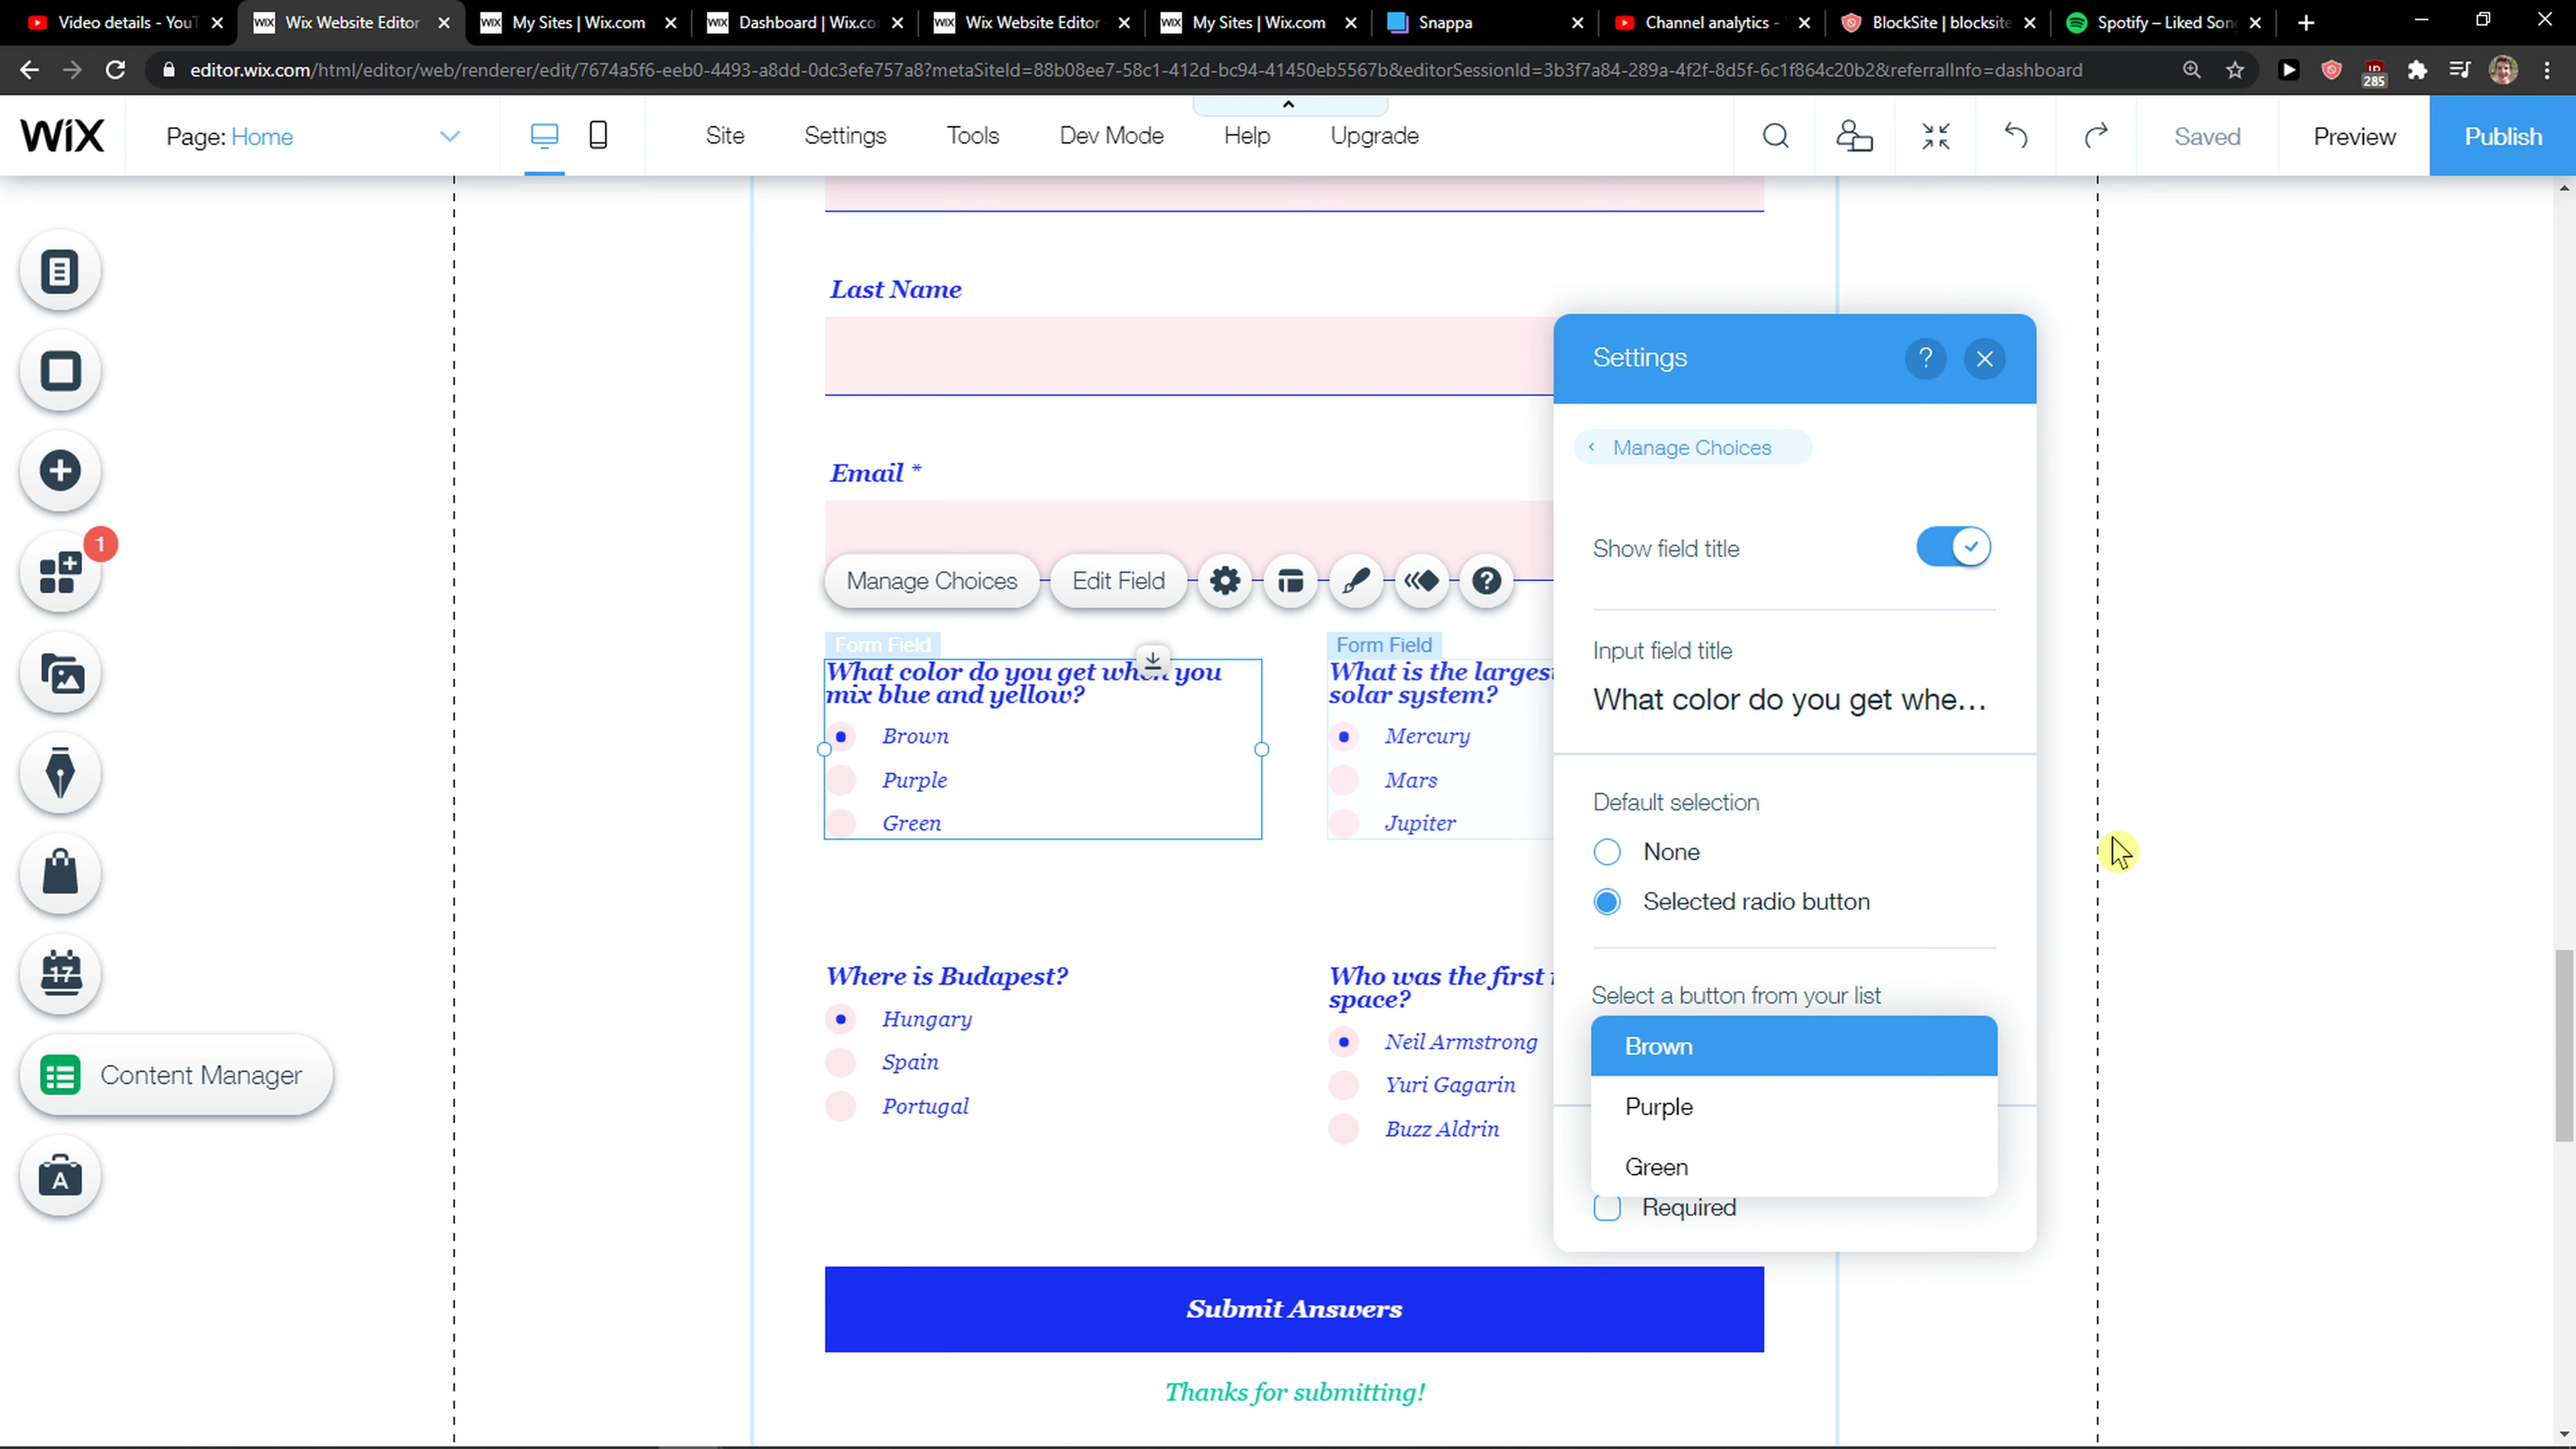 Video details - YouT
Wix Website Editor
My Sites | Wix.com
Dashboard | Wix.co
Wix Website Editor
My Sites | Wix.com
Snappa
Channel analytics -
BlockSite | blocksite
Spotify – Liked Son
editor.wix.com/html/editor/web/renderer/edit/7674a5f6-eeb0-4493-a8dd-0dc3efe757a8?metaSiteId=88b08ee7-58c1-412d-bc94-41450eb5567b&editorSessionId=3b3f7a84-289a-4f2f-8d5f-6c1f864c20b2&referralInfo=dashboard
285
WiX
Page: Home
Site
Settings
Tools
Dev Mode
Help
Upgrade
Saved
Preview
Publish
Last Name
Email *
1
17
Content Manager
A
Manage Choices
Edit Field
?
Form Field
What color do you get when you
mix blue and yellow?
Brown
Purple
Green
Form Field
What is the larges
solar system?
Mercury
Mars
Jupiter
Where is Budapest?
Hungary
Spain
Portugal
Who was the first
space?
Neil Armstrong
Yuri Gagarin
Buzz Aldrin
Submit Answers
Thanks for submitting!
Settings
?
Manage Choices
Show field title
Input field title
What color do you get whe...
Default selection
None
Selected radio button
Select a button from your list
Brown
Purple
Green
Required